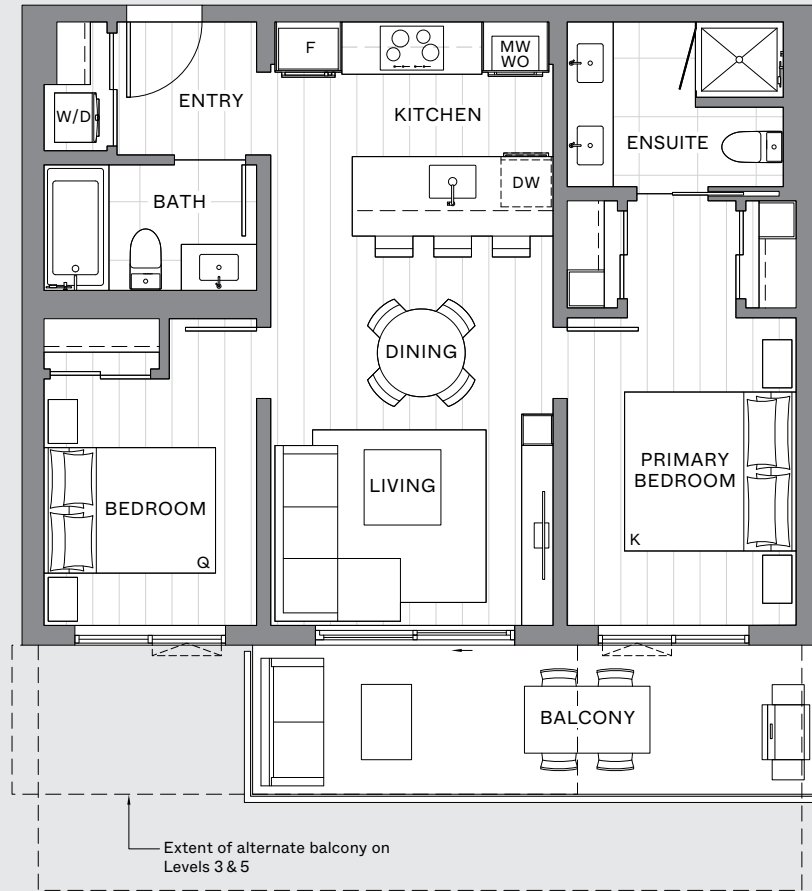 F
MW
WO
W/D
ENTRY
KITCHEN
ENSUITE
DW
BATH
DINING
LIVING
PRIMARY
BEDROOM
BEDROOM
K
Q
BALCONY
Extent of alternate balcony on
Levels 3 & 5